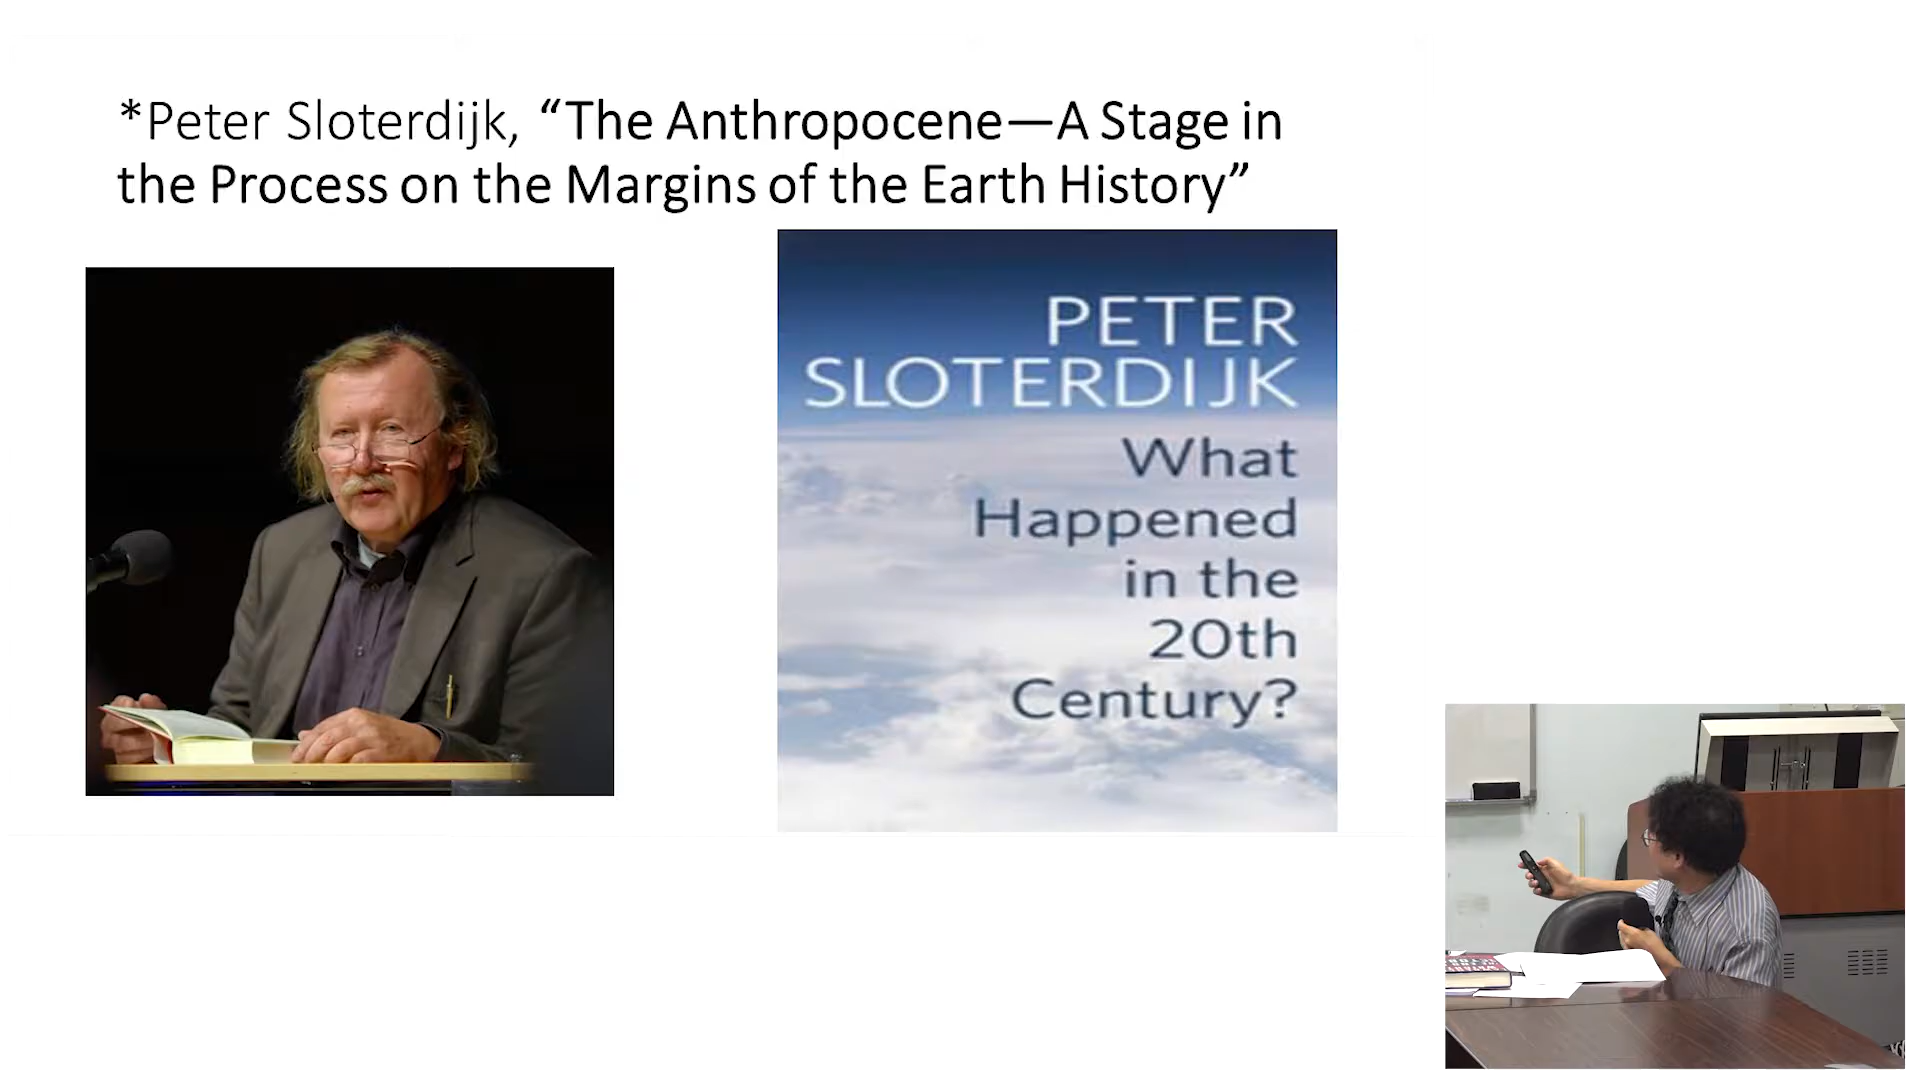 *Peter Sloterdijk, “The Anthropocene—A Stage in
the Process on the Margins of the Earth History”
PETER
SLOTERDIJK
What
Happened
in the
20th
Century?